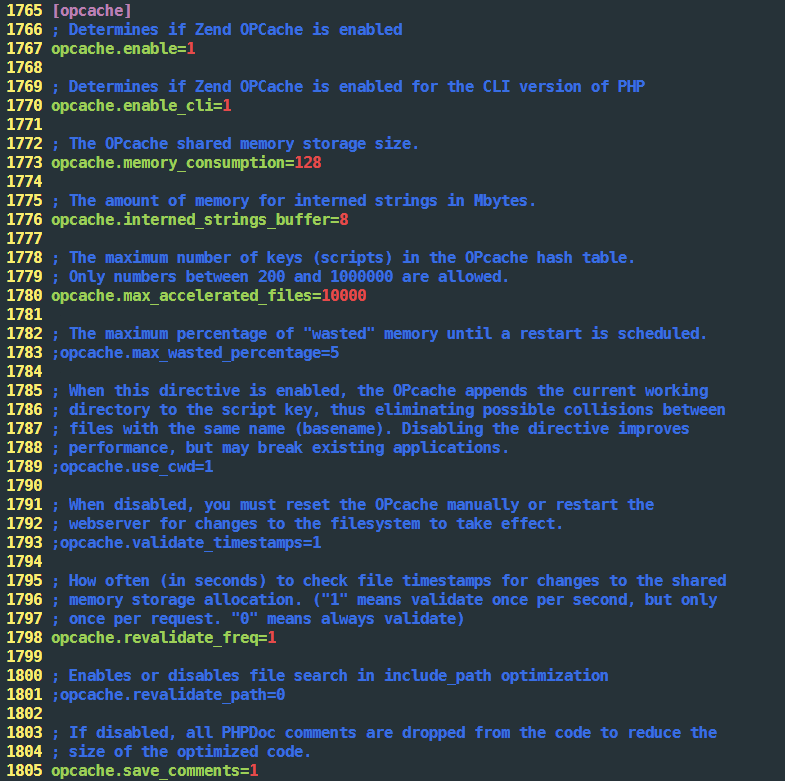 1765 [opcache]
1766 ; Determines if Zend OPCache is enabled
1767 opcache.enable=1
1768
1769 ; Determines if Zend OPCache is enabled for the CLI version of PHP
1770 opcache.enable_cli=1
1771
1772 ; The OPcache shared memory storage size.
1773 opcache.memory_consumption=128
1774
1775 ; The amount of memory for interned strings in Mbytes.
1776 opcache.interned_strings_buffer=8
1777
1778 ; The maximum number of keys (scripts) in the OPcache hash table.
1779 ; Only numbers between 200 and 1000000 are allowed.
1780 opcache.max_accelerated_files=10000
1781
1782 ; The maximum percentage of "wasted" memory until a restart is scheduled.
1783 ;opcache.max_wasted_percentage=5
1784
1785 ; When this directive is enabled, the OPcache appends the current working
1786 ; directory to the script key, thus eliminating possible collisions between
1787 ; files with the same name (basename). Disabling the directive improves
1788 ; performance, but may break existing applications.
1789 ;opcache.use_cwd=1
1790
1791 ; When disabled, you must reset the OPcache manually or restart the
1792 ; webserver for changes to the filesystem to take effect.
1793 ;opcache.validate_timestamps=1
1794
1795 ; How often (in seconds) to check file timestamps for changes to the shared
1796 ; memory storage allocation. ("1" means validate once per second, but only
1797 ; once per request. "0" means always validate)
1798 opcache.revalidate_freq=1
1799
1800 ; Enables or disables file search in include_path optimization
1801 ;opcache.revalidate_path=0
1802
1803 ; If disabled, all PHPDoc comments are dropped from the code to reduce the
1804 ; size of the optimized code.
1805 opcache.save_comments=1